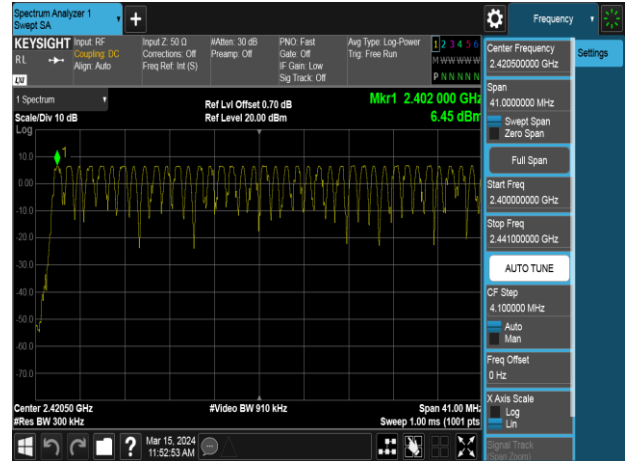 Spectrum Analyzer 1
Swept SA
Frequency
KEYSIGHT
Input: RF
Input Z: 50 Ω
#Atten: 30 dB
PNO: Fast
Avg Type: Log-Power
1 2 3 4 5 6
RL
Coupling: DC
Corrections: Off
Preamp: Off
Gate: Off
Trig: Free Run
Align: Auto
Freq Ref: Int (S)
IF Gain: Low
M W W W W W
Sig Track: Off
P N N N N N
LXI
1 Spectrum
Ref Lvl Offset 0.70 dB
Mkr1 2.402 000 GHz
Scale/Div 10 dB
Ref Level 20.00 dBm
6.45 dBm
Log
1
10.0
0.00
-10.0
-20.0
-30.0
-40.0
-50.0
-60.0
-70.0
Center 2.42050 GHz
#Video BW 910 kHz
Span 41.00 MHz
#Res BW 300 kHz
Sweep 1.00 ms (1001 pts
Mar 15, 2024
11:52:53 AM
Center Frequency
2.420500000 GHz
Settings
Span
41.0000000 MHz
Swept Span
Zero Span
Full Span
Start Freq
2.400000000 GHz
Stop Freq
2.441000000 GHz
AUTO TUNE
CF Step
4.100000 MHz
Auto
Man
Freq Offset
0 Hz
X Axis Scale
Log
Lin
Signal Track
(Span Zoom)